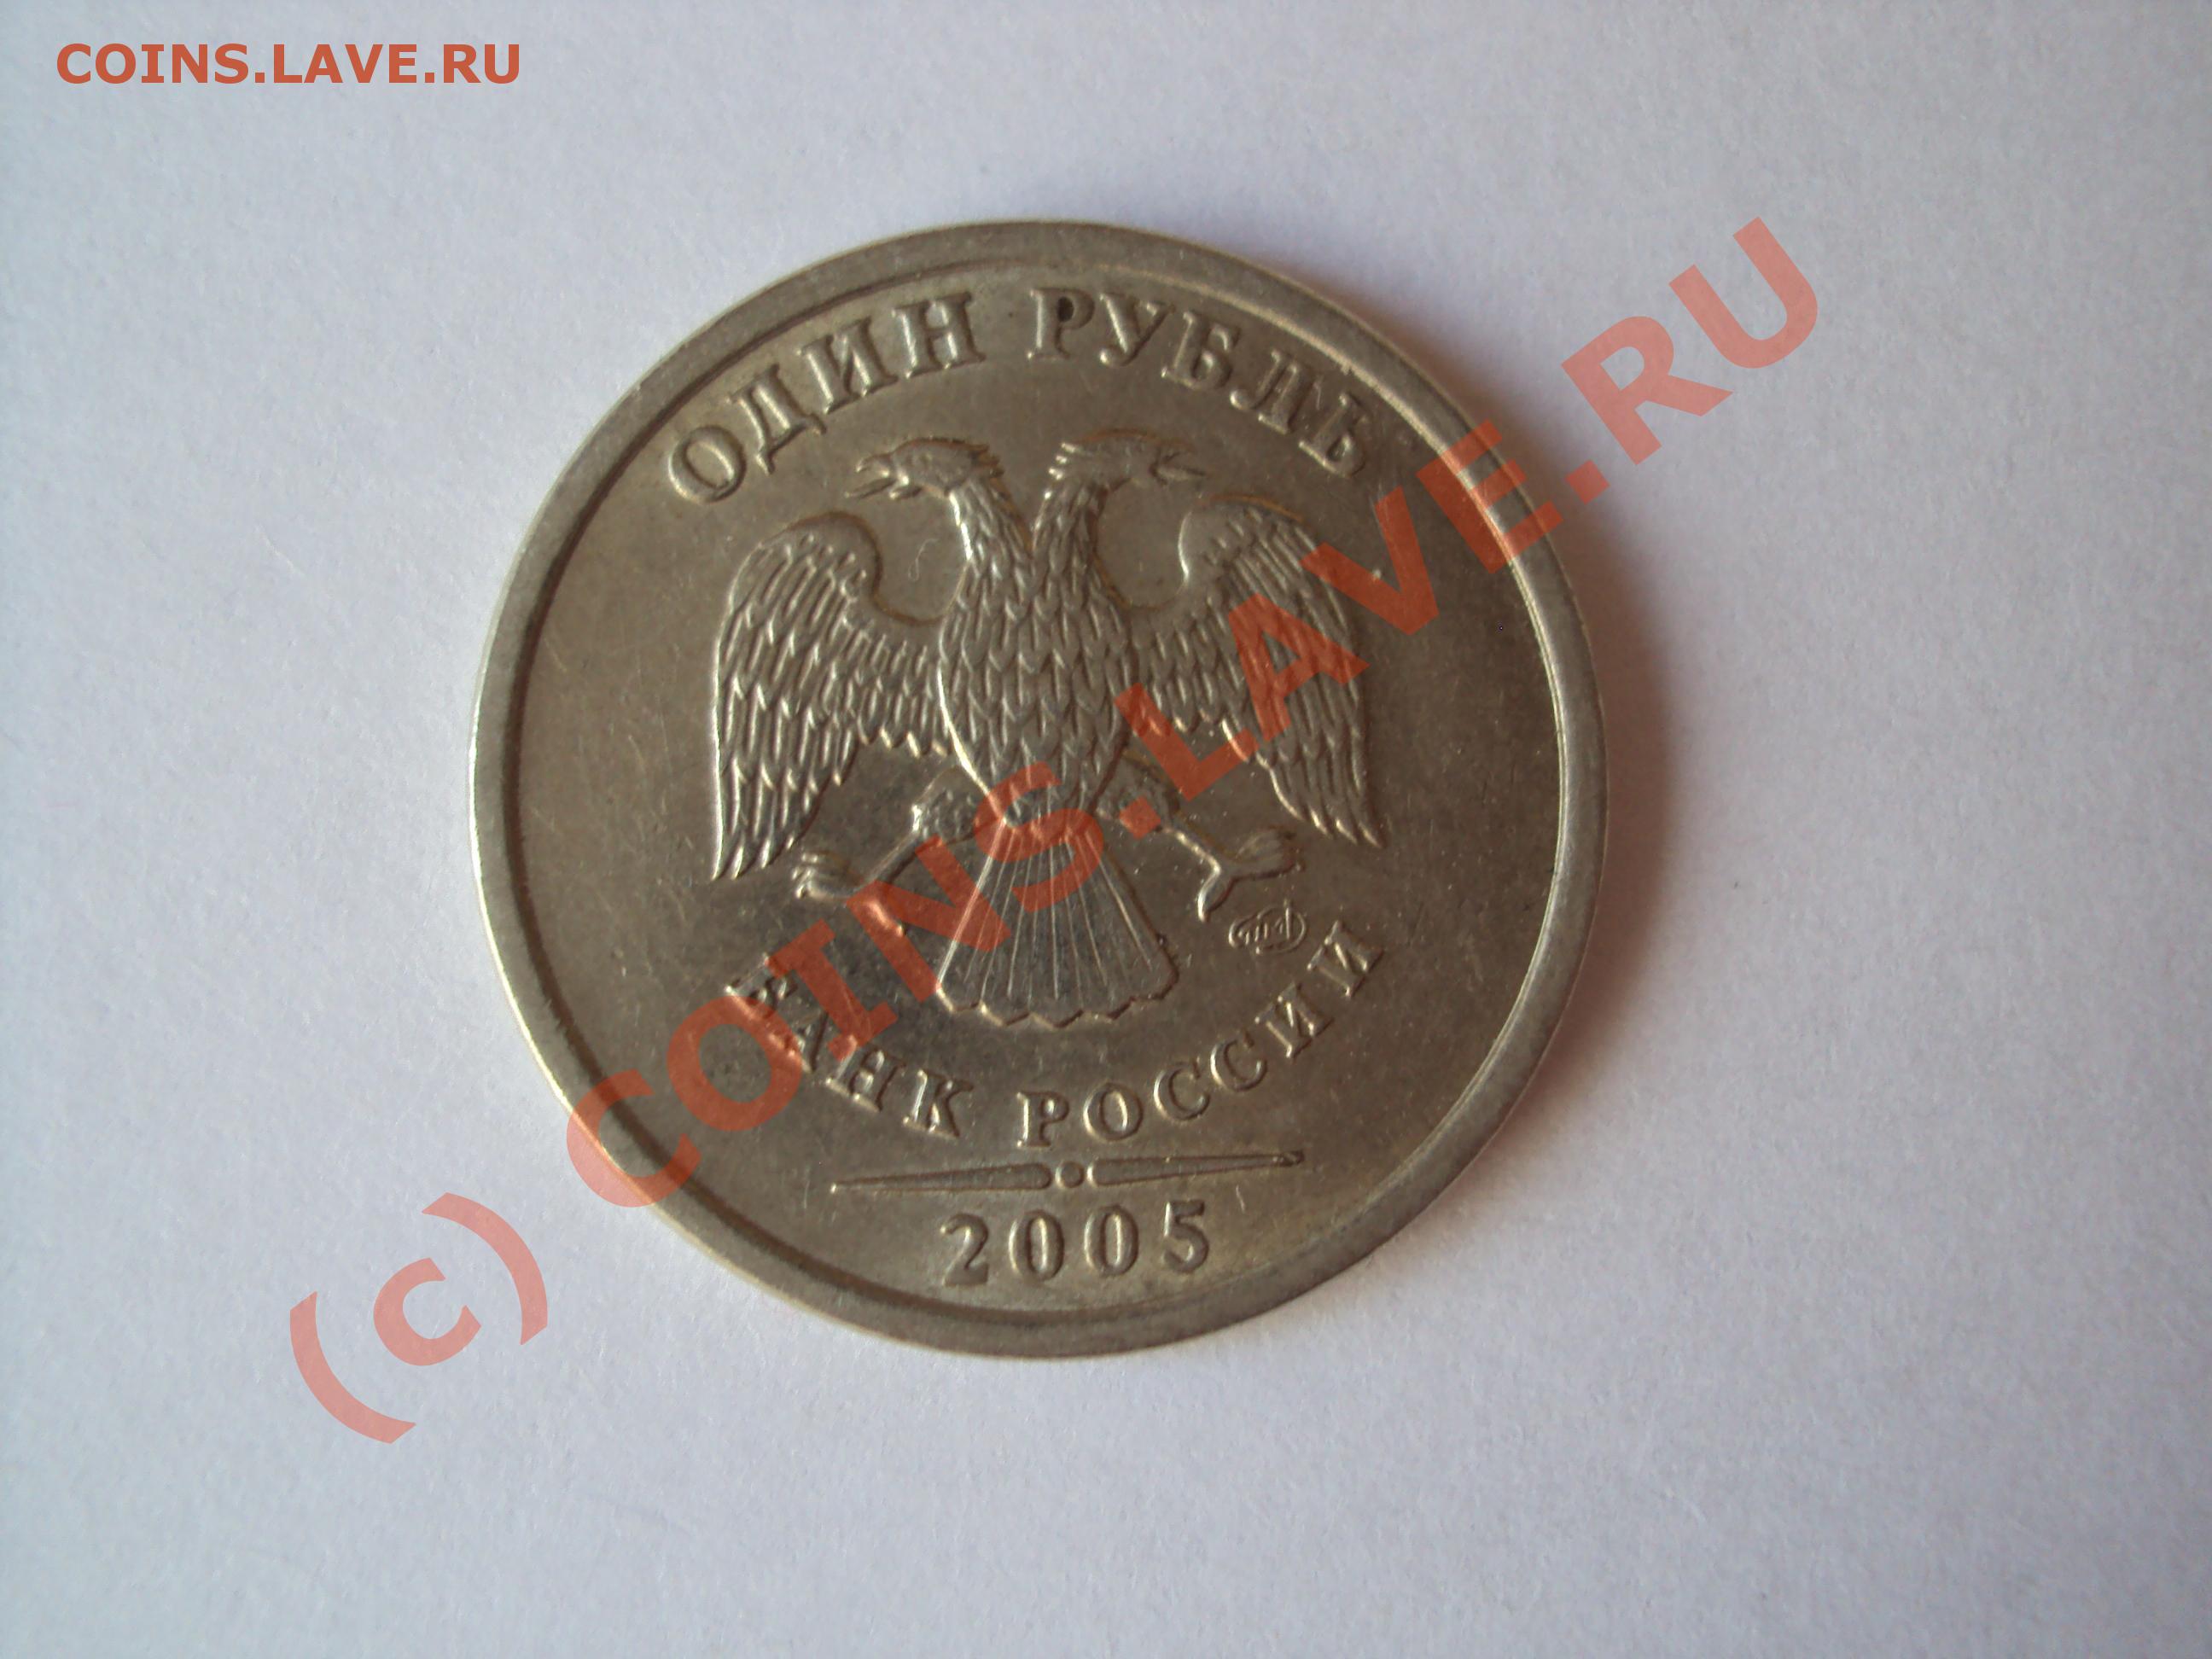 COINS.LAVE.RU
ОДИН РУБЛЬ
БАНК РОССИИ
2005
(c) COINS.LAVE.RU